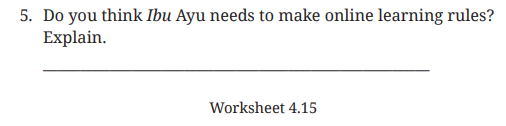 5. Do you think Ibu Ayu needs to make online learning rules?
Explain.
Worksheet 4.15